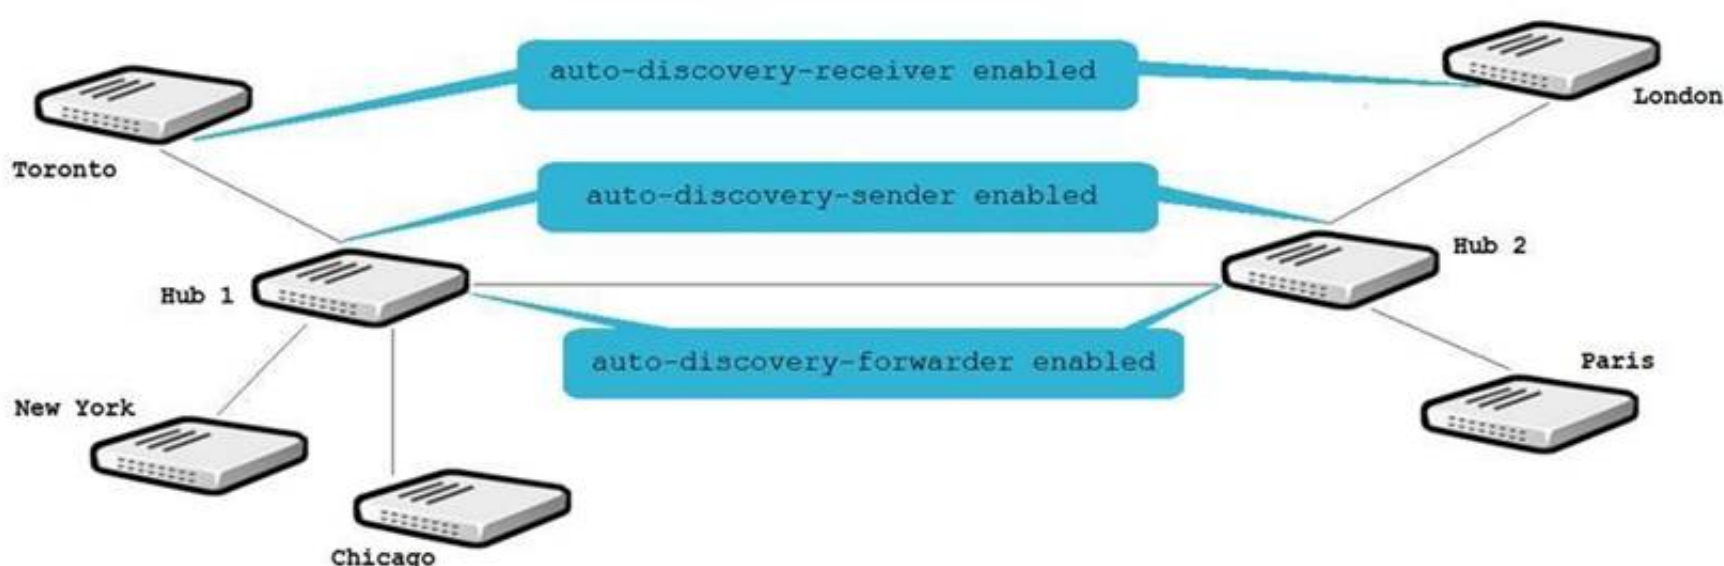 auto-discovery-receiver enabled
London
Toronto
auto-discovery-sender enabled
Hub 2
Hub 1
auto-discovery-forwarder enabled
Paris
New York
Chicago